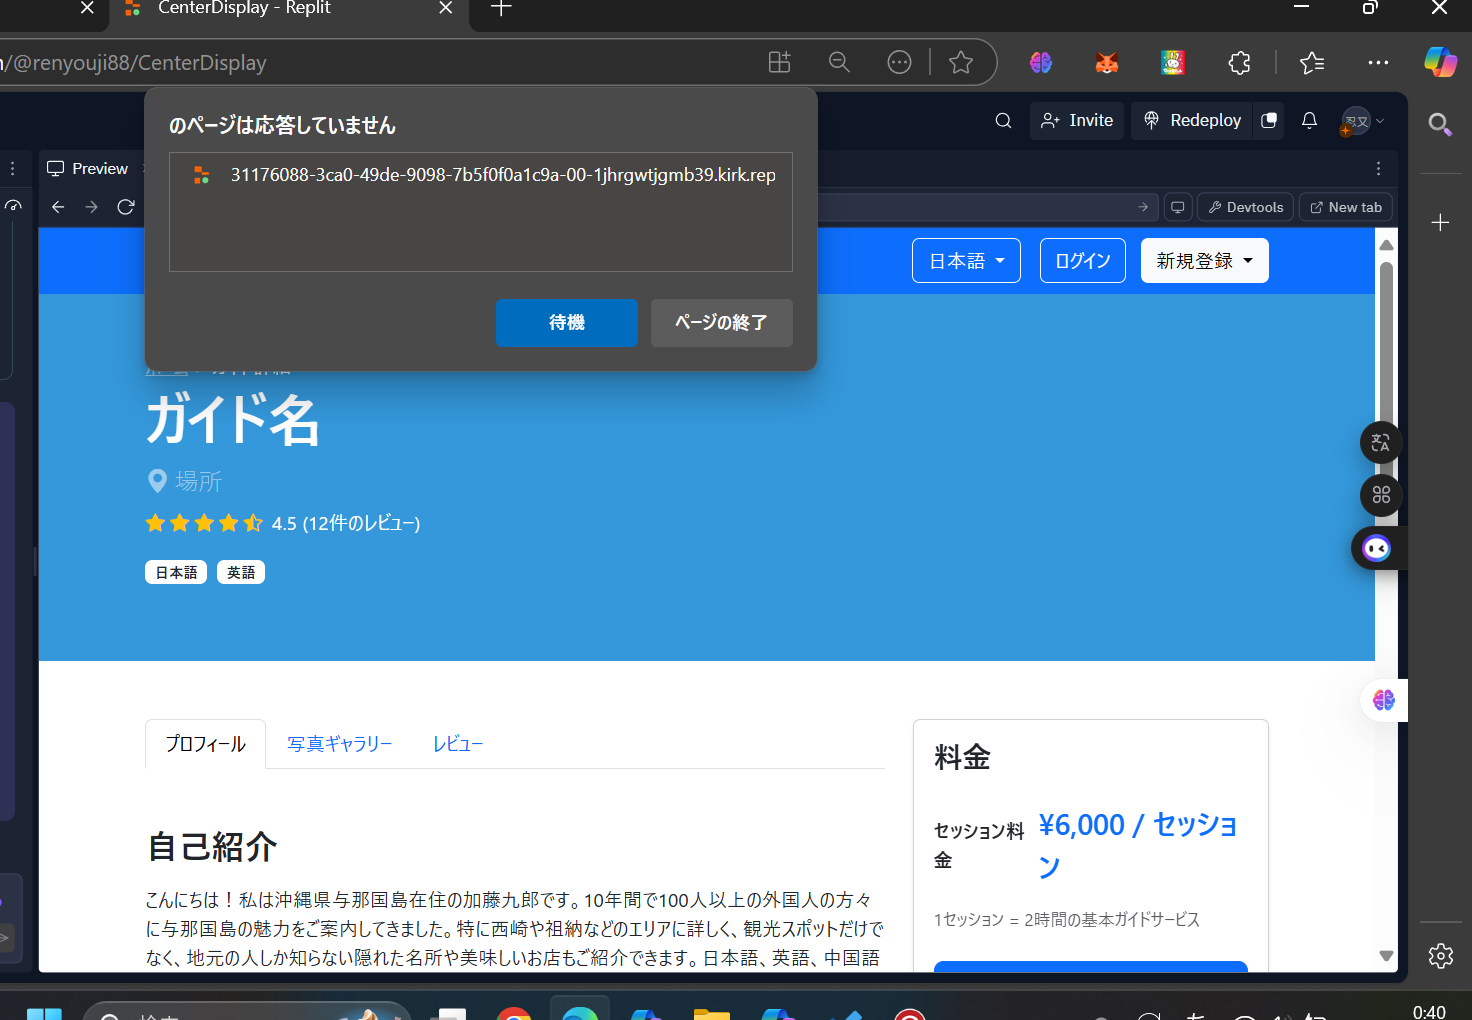 CenterDisplay - Replit
/@renyouji88/CenterDisplay
のページは応答していません
31176088-3ca0-49de-9098-7b5f0f0a1c9a-00-1jhrgwtjgmb39.kirk.rep
待機
ページの終了
Invite
Redeploy
忍文
Preview
Devtools
New tab
日本語
ログイン
新規登録
ガイド名
場所
4.5 (12件のレビュー)
日本語
英語
プロフィール
写真ギャラリー
レビュー
自己紹介
こんにちは！私は沖縄県与那国島在住の加藤九郎です。10年間で100人以上の外国人の方々
に与那国島の魅力をご案内してきました。特に西崎や祖納などのエリアに詳しく、観光スポットだけで
なく、地元の人しか知らない隠れた名所や美味しいお店もご紹介できます。日本語、英語、中国語
料金
セッション料
金
¥6,000 / セッショ
ン
1セッション = 2時間の基本ガイドサービス
あ
0:40